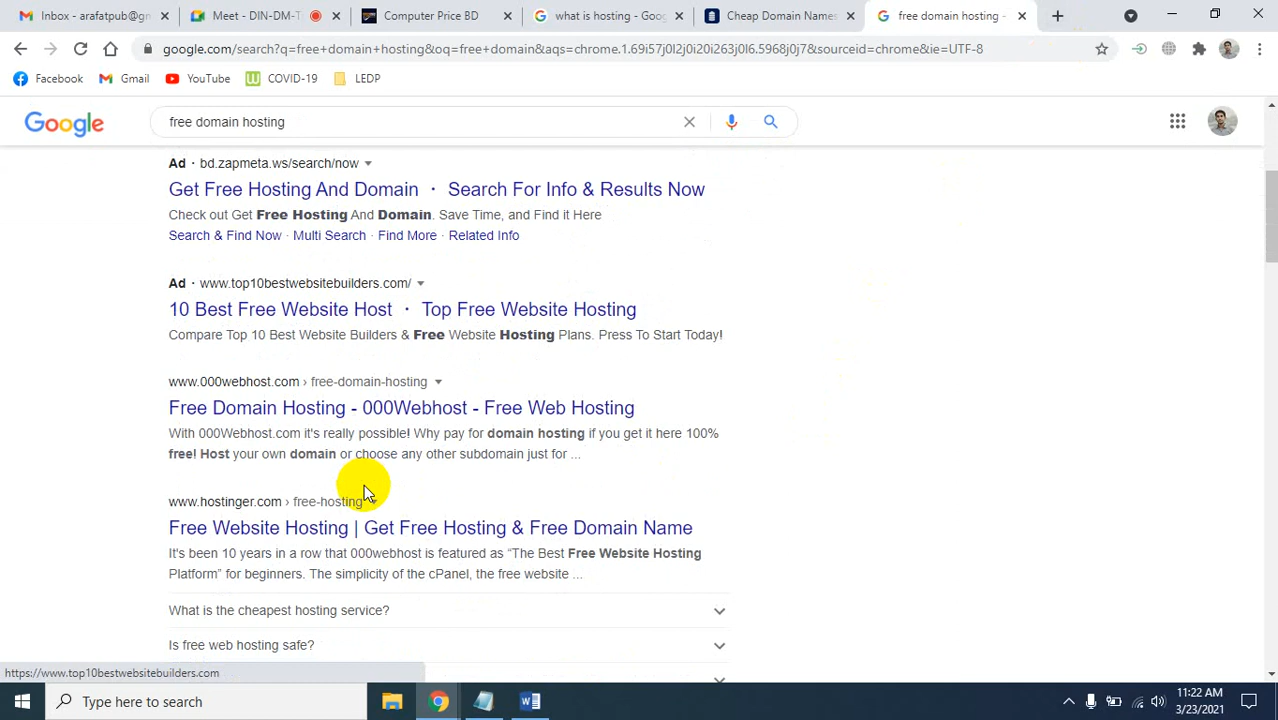 Inbox - arafatpub@gn
Meet - DIN-DM-T
Computer Price BD
what is hosting - Goo
Cheap Domain Names
free domain hosting -
google.com/search?q=free+domain+hosting&oq=free+domain&aqs=chrome.1.69i57j0l2j0i20i263j0l6.5968j0j7&sourceid=chrome&ie=UTF-8
Facebook
Gmail
YouTube
COVID-19
LEDP
Google
free domain hosting
Ad · bd.zapmeta.ws/search/now
Get Free Hosting And Domain · Search For Info & Results Now
Check out Get Free Hosting And Domain. Save Time, and Find it Here
Search & Find Now · Multi Search · Find More · Related Info
Ad · www.top10bestwebsitebuilders.com/
10 Best Free Website Host · Top Free Website Hosting
Compare Top 10 Best Website Builders & Free Website Hosting Plans. Press To Start Today!
www.000webhost.com › free-domain-hosting
Free Domain Hosting - 000Webhost - Free Web Hosting
With 000Webhost.com it's really possible! Why pay for domain hosting if you get it here 100%
free! Host your own domain or choose any other subdomain just for ...
www.hostinger.com › free-hosting
Free Website Hosting | Get Free Hosting & Free Domain Name
It's been 10 years in a row that 000webhost is featured as “The Best Free Website Hosting
Platform” for beginners. The simplicity of the cPanel, the free website ...
What is the cheapest hosting service?
Is free web hosting safe?
https://www.top10bestwebsitebuilders.com
Type here to search
11:22 AM
3/23/2021